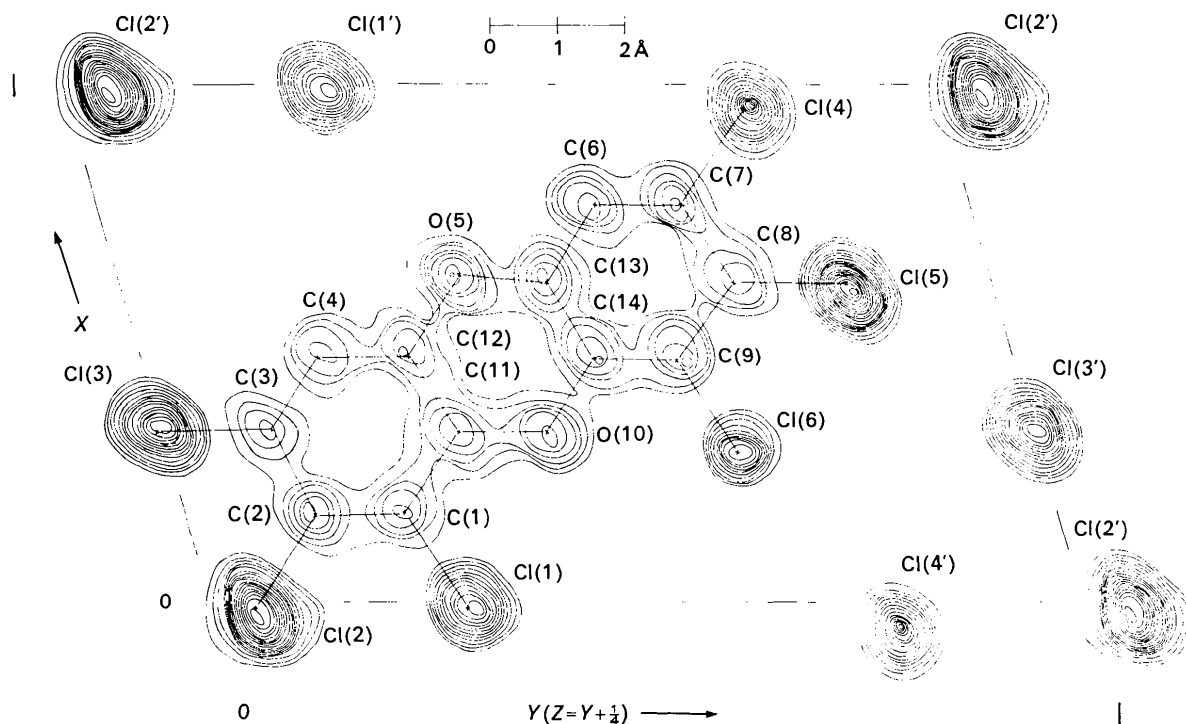 Cl(2′)
Cl(1′)
0 1 2 Å
Cl(2′)
Cl(4)
C(6)
C(7)
O(5)
C(8)
C(13)
Cl(5)
X
C(4)
C(14)
C(12)
C(9)
Cl(3)
C(3)
C(11)
Cl(3′)
O(10)
Cl(6)
C(2)
C(1)
Cl(2′)
Cl(1)
Cl(4′)
0
Cl(2)
0
Y(Z=Y+¼)
1